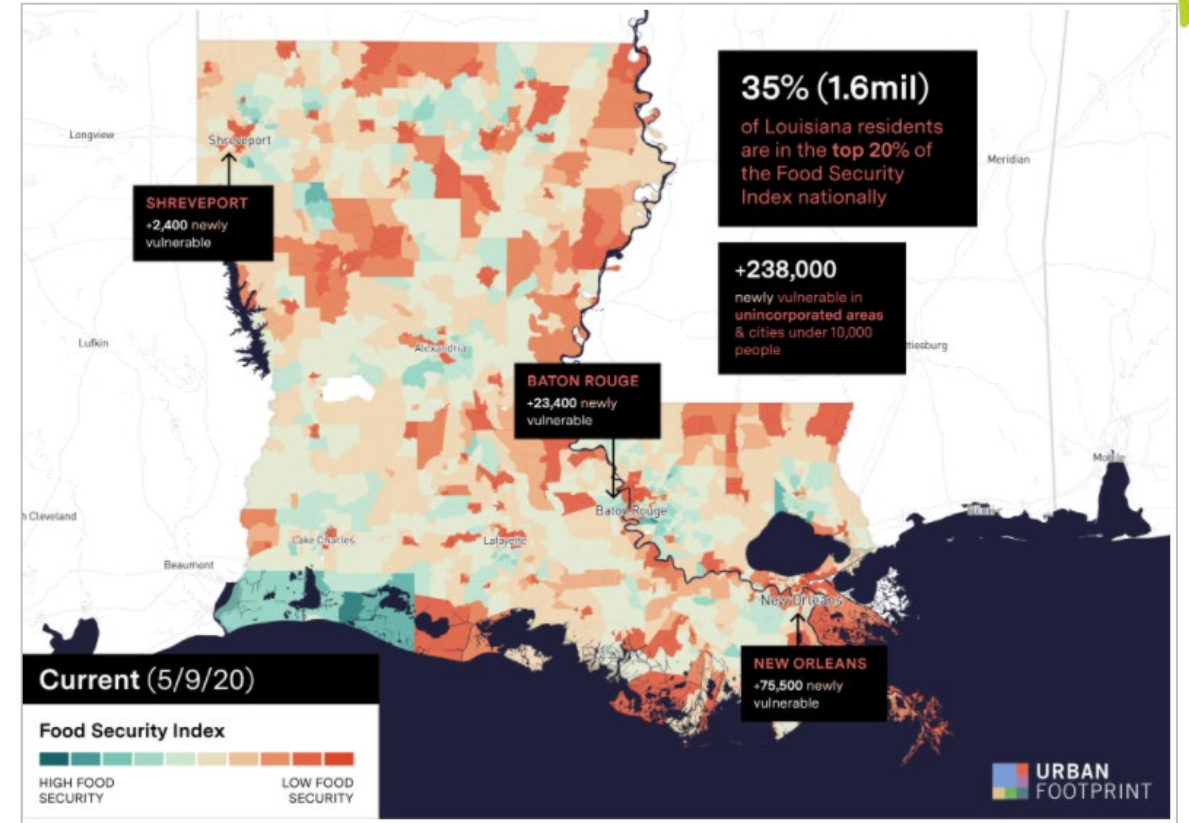 35% (1.6mil)
of Louisiana residents
are in the top 20% of
the Food Security
Index nationally
Longview
Shreveport
Meridian
SHREVEPORT
+2,400 newly
vulnerable
+238,000
newly vulnerable in
unincorporated areas
& cities under 10,000
people
Lufkin
Alexandria
ttiesburg
BATON ROUGE
+23,400 newly
vulnerable
Mobile
h Cleveland
Baton Rouge
Lake Charles
Lafayette
Beaumont
New Orleans
NEW ORLEANS
+75,500 newly
vulnerable
Current (5/9/20)
Food Security Index
HIGH FOOD
SECURITY
LOW FOOD
SECURITY
URBAN
FOOTPRINT